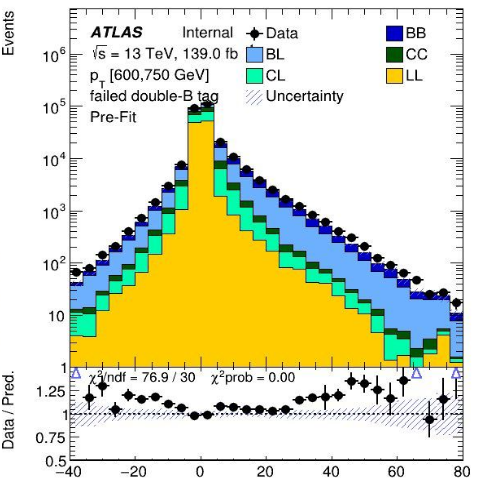 Events
ATLAS Internal
√s = 13 TeV, 139.0 fb
p_T [600,750 GeV]
failed double-B tag
Pre-Fit
Data
BL
CL
Uncertainty
BB
CC
LL
10^6
10^5
10^4
10^3
10^2
10
1
Data / Pred.
χ²/ndf = 76.9 / 30 χ²prob = 0.00
1.25
1
0.75
0.5
−40 −20 0 20 40 60 80